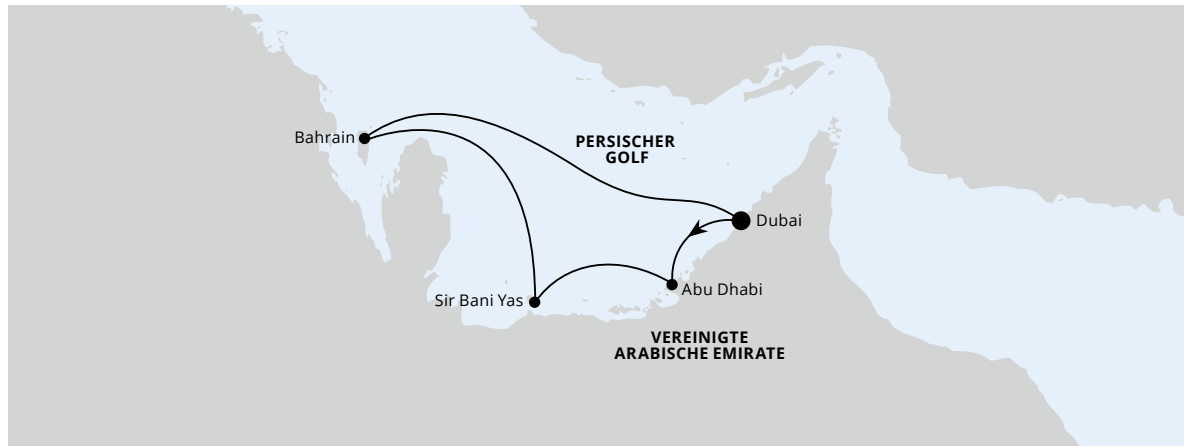 Bahrain
PERSISCHER
GOLF
Dubai
Abu Dhabi
Sir Bani Yas
VEREINIGTE
ARABISCHE EMIRATE